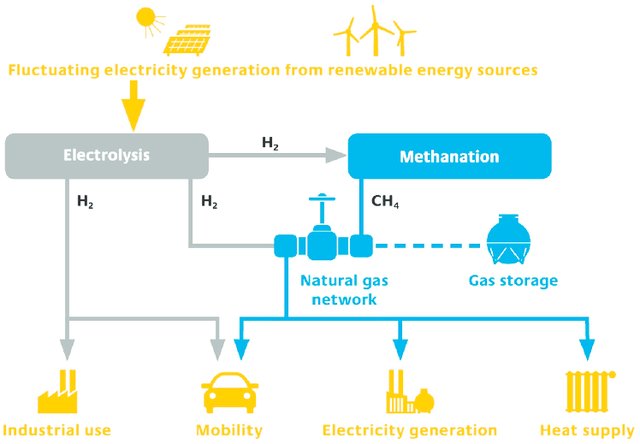 Fluctuating electricity generation from renewable energy sources
Electrolysis
H₂
Methanation
H₂
H₂
CH₄
Natural gas
network
Gas storage
Industrial use
Mobility
Electricity generation
Heat supply